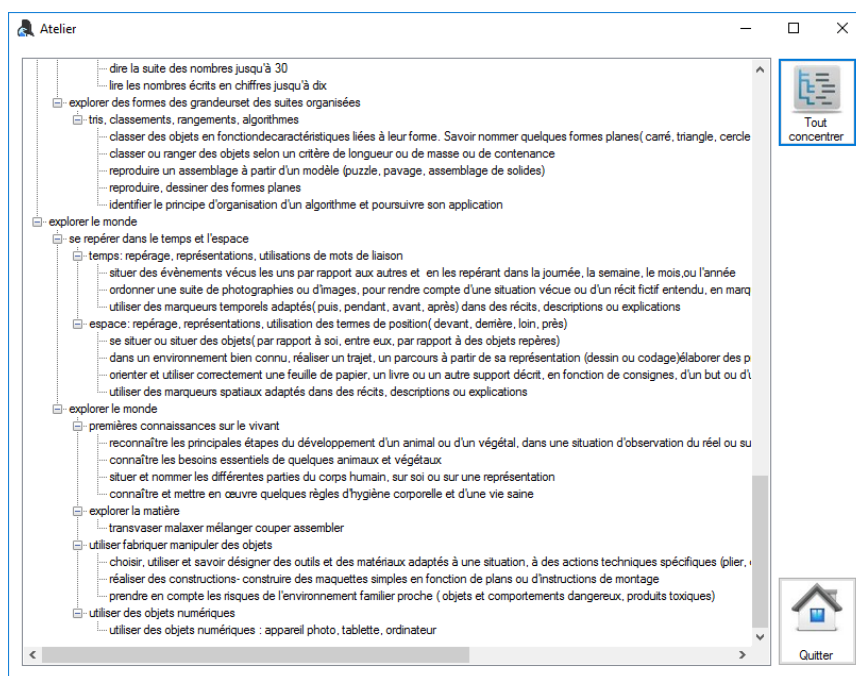 Atelier
dire la suite des nombres jusqu'à 30
lire les nombres écrits en chiffres jusqu'à dix
explorer des formes des grandeurset des suites organisées
tris, classements, rangements, algorithmes
classer des objets en fonctiondecaractéristiques liées à leur forme. Savoir nommer quelques formes planes( carré, triangle, cercle
classer ou ranger des objets selon un critère de longueur ou de masse ou de contenance
reproduire un assemblage à partir d'un modèle (puzzle, pavage, assemblage de solides)
reproduire, dessiner des formes planes
identifier le principe d'organisation d'un algorithme et poursuivre son application
explorer le monde
se repérer dans le temps et l'espace
temps: repérage, représentations, utilisations de mots de liaison
situer des évènements vécus les uns par rapport aux autres et en les repérant dans la journée, la semaine, le mois,ou l'année
ordonner une suite de photographies ou d'images, pour rendre compte d'une situation vécue ou d'un récit fictif entendu, en marq
utiliser des marqueurs temporels adaptés( puis, pendant, avant, après) dans des récits, descriptions ou explications
espace: repérage, représentations, utilisation des termes de position( devant, derrière, loin, près)
se situer ou situer des objets( par rapport à soi, entre eux, par rapport à des objets repères)
dans un environnement bien connu, réaliser un trajet, un parcours à partir de sa représentation (dessin ou codage)élaborer des p
orienter et utiliser correctement une feuille de papier, un livre ou un autre support décrit, en fonction de consignes, d'un but ou d'u
utiliser des marqueurs spatiaux adaptés dans des récits, descriptions ou explications
explorer le monde
premières connaissances sur le vivant
reconnaître les principales étapes du développement d'un animal ou d'un végétal, dans une situation d'observation du réel ou su
connaître les besoins essentiels de quelques animaux et végétaux
situer et nommer les différentes parties du corps humain, sur soi ou sur une représentation
connaître et mettre en œuvre quelques règles d'hygiène corporelle et d'une vie saine
explorer la matière
transvaser malaxer mélanger couper assembler
utiliser fabriquer manipuler des objets
choisir, utiliser et savoir désigner des outils et des matériaux adaptés à une situation, à des actions techniques spécifiques (plier,
réaliser des constructions- construire des maquettes simples en fonction de plans ou d'instructions de montage
prendre en compte les risques de l'environnement familier proche ( objets et comportements dangereux, produits toxiques)
utiliser des objets numériques
utiliser des objets numériques : appareil photo, tablette, ordinateur
Tout
concentrer
Quitter